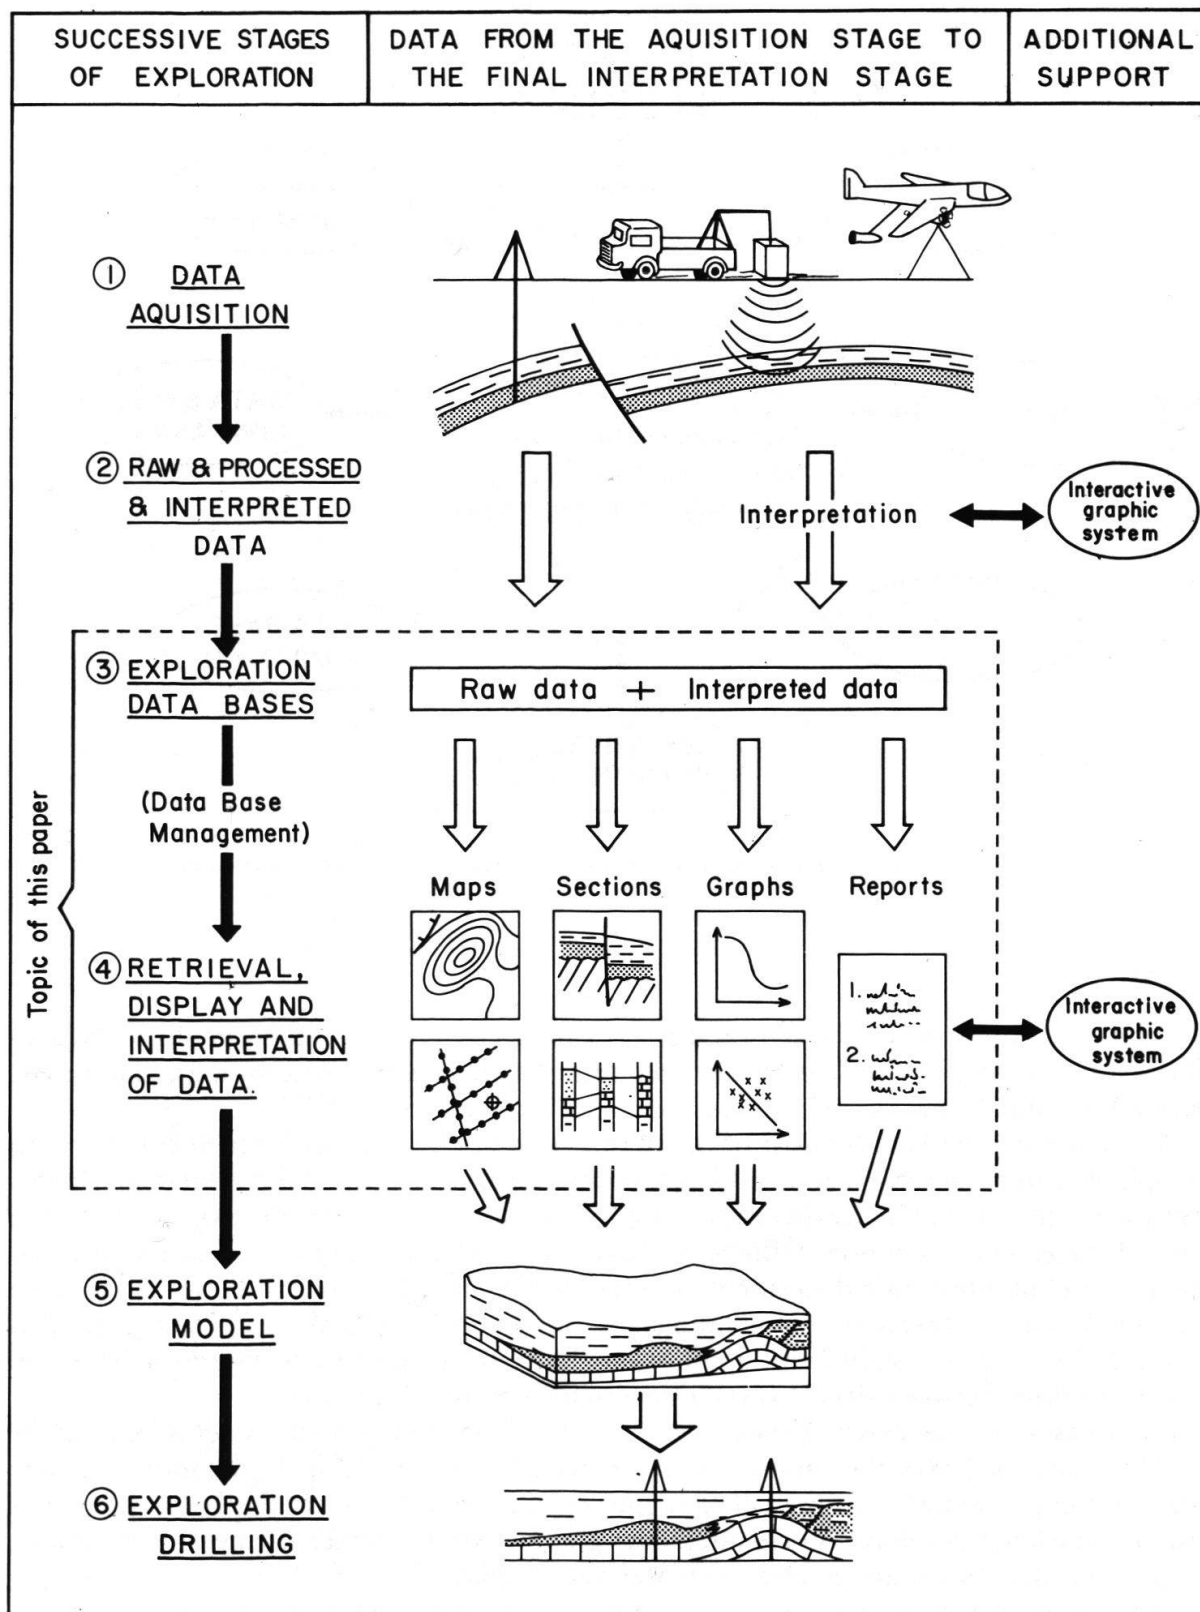 SUCCESSIVE STAGES
OF EXPLORATION
DATA FROM THE AQUISITION STAGE TO
THE FINAL INTERPRETATION STAGE
ADDITIONAL
SUPPORT
① DATA
AQUISITION
② RAW & PROCESSED
& INTERPRETED
DATA
Interpretation
Interactive
graphic
system
Topic of this paper
③ EXPLORATION
DATA BASES
Raw data + Interpreted data
(Data Base
Management)
Maps Sections Graphs Reports
④ RETRIEVAL,
DISPLAY AND
INTERPRETATION
OF DATA.
1.
2.
Interactive
graphic
system
⑤ EXPLORATION
MODEL
⑥ EXPLORATION
DRILLING